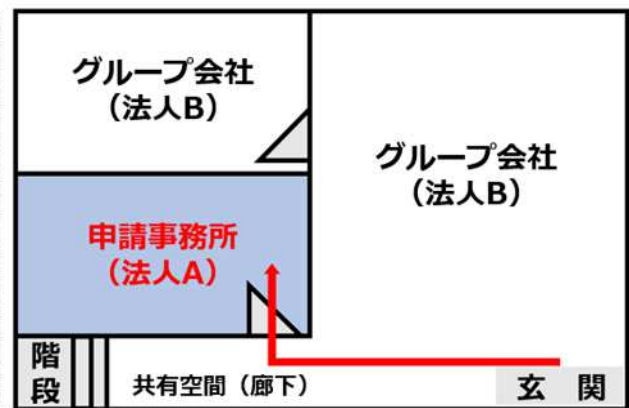 グループ会社
（法人B）
グループ会社
（法人B）
申請事務所
（法人A）
階段
共有空間（廊下）
玄　関